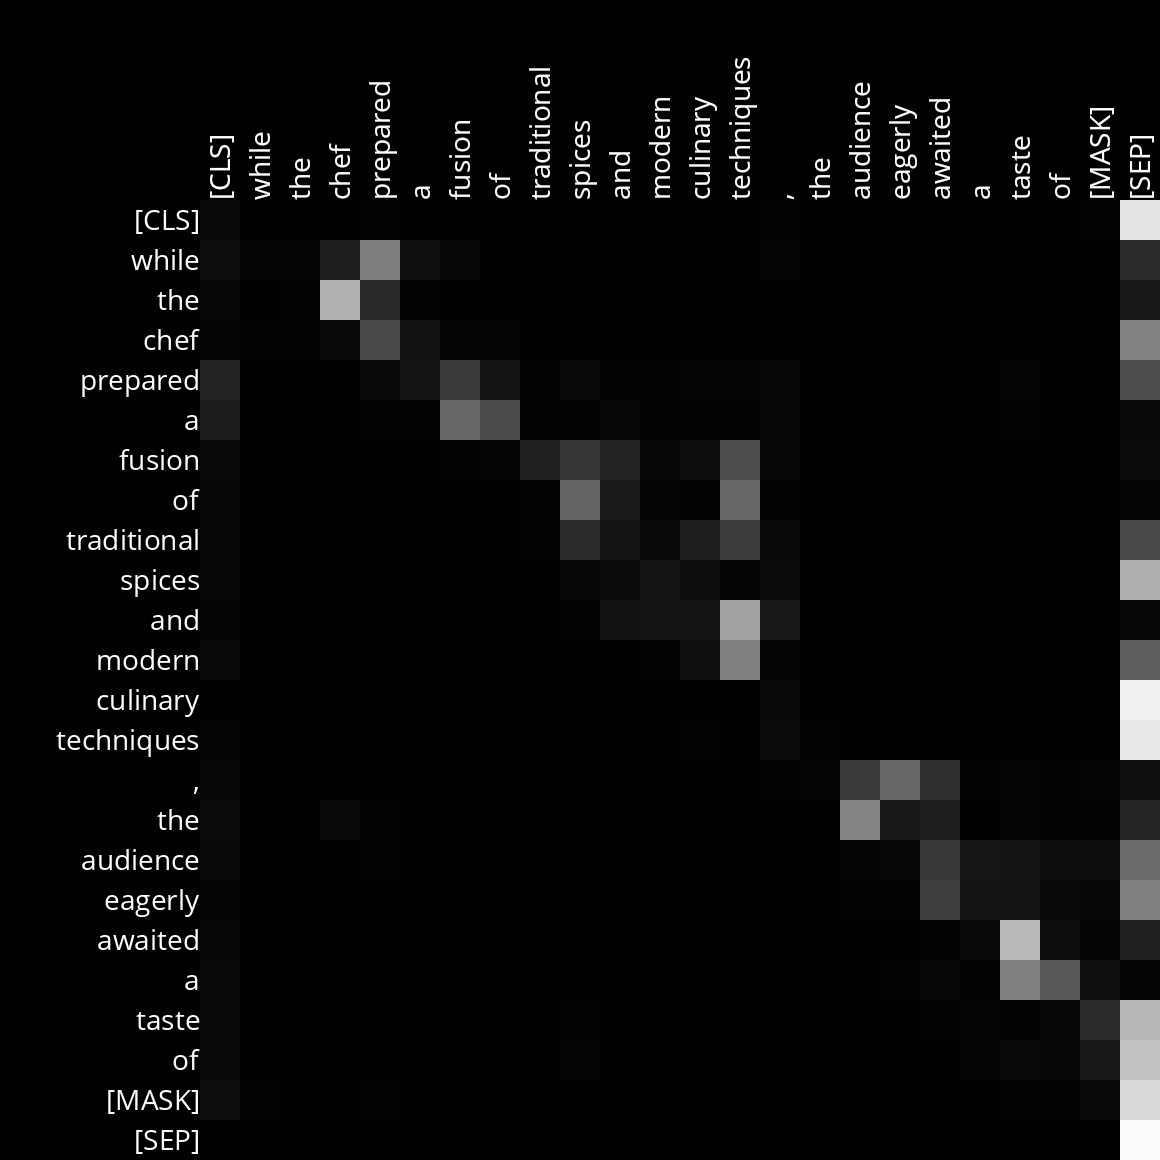 [CLS]
while
the
chef
prepared
a
fusion
of
traditional
spices
and
modern
culinary
techniques
,
the
audience
eagerly
awaited
a
taste
of
[MASK]
[SEP]
[CLS]
while
the
chef
prepared
a
fusion
of
traditional
spices
and
modern
culinary
techniques
,
the
audience
eagerly
awaited
a
taste
of
[MASK]
[SEP]